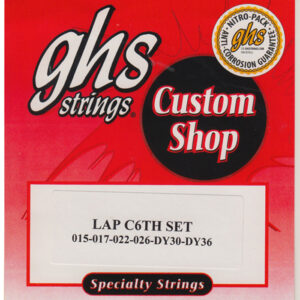 ghs
strings®
NITRO-PACK
ghs
ANTI-CORROSION GUARANTEE
Custom
Shop
LAP C6TH SET
015-017-022-026-DY30-DY36
Specialty Strings